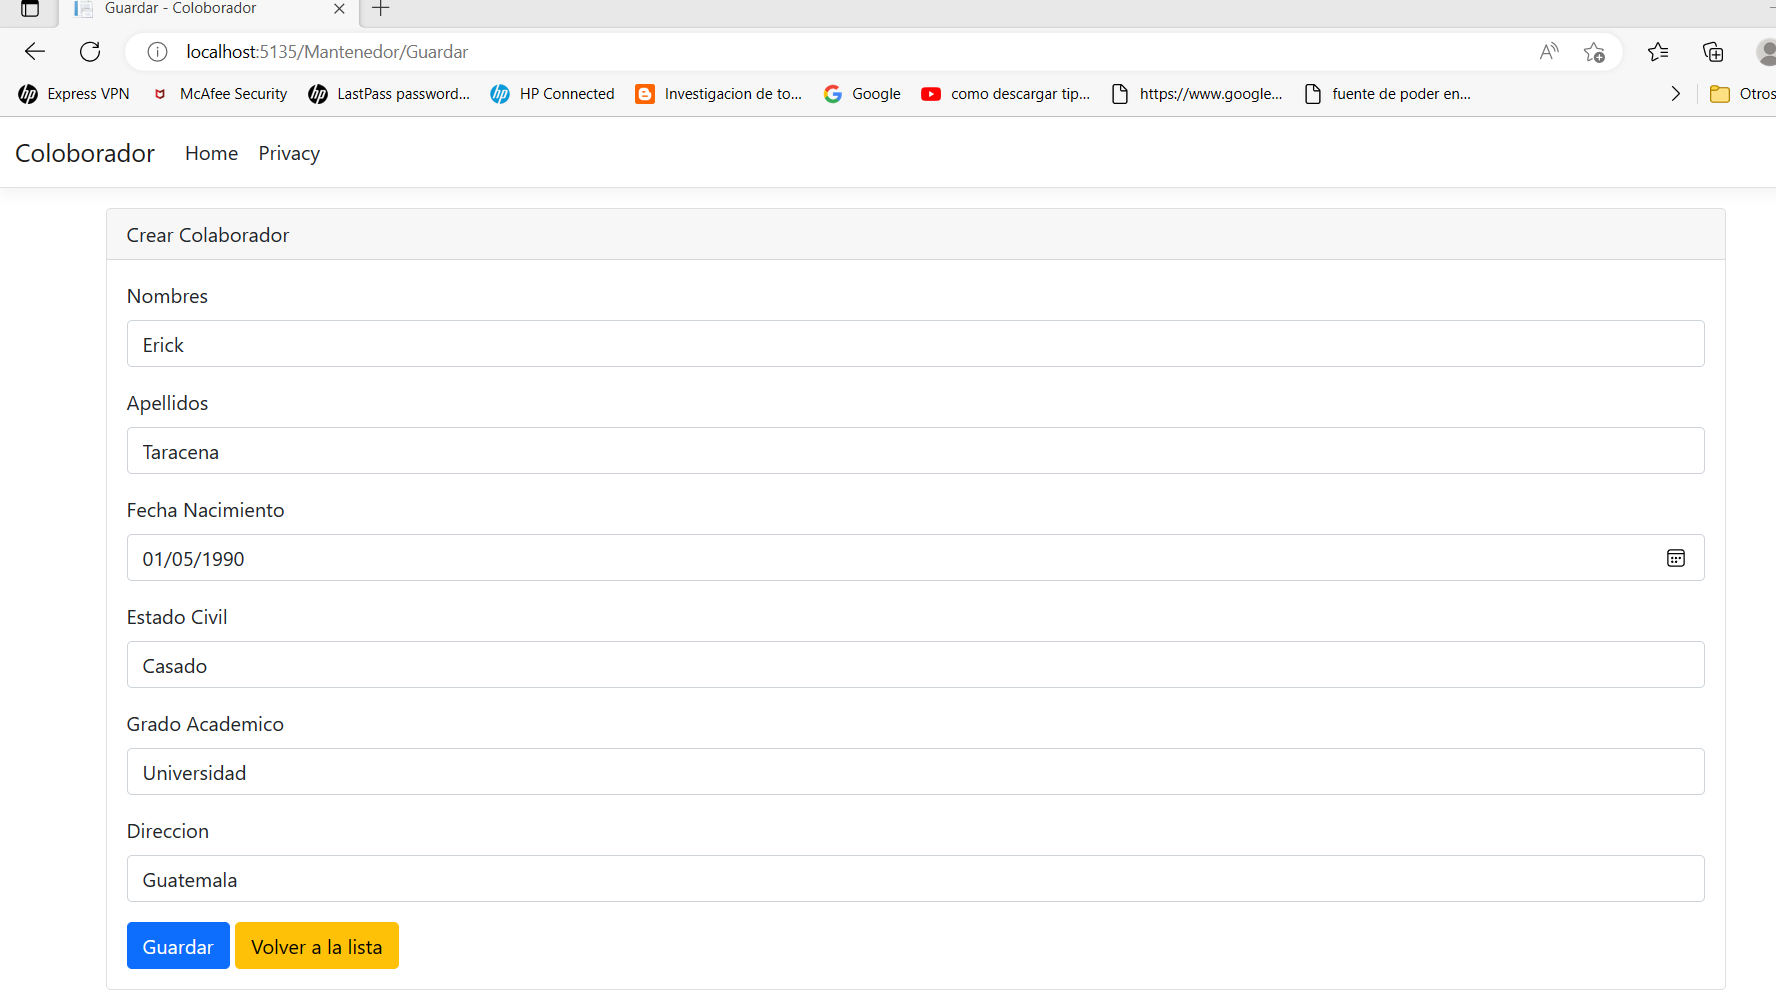 Guardar - Coloborador
localhost:5135/Mantenedor/Guardar
Express VPN McAfee Security LastPass password... HP Connected Investigacion de to... Google como descargar tip... https://www.google... fuente de poder en... Otros
Coloborador Home Privacy
Crear Colaborador
Nombres
Erick
Apellidos
Taracena
Fecha Nacimiento
01/05/1990
Estado Civil
Casado
Grado Academico
Universidad
Direccion
Guatemala
Guardar Volver a la lista